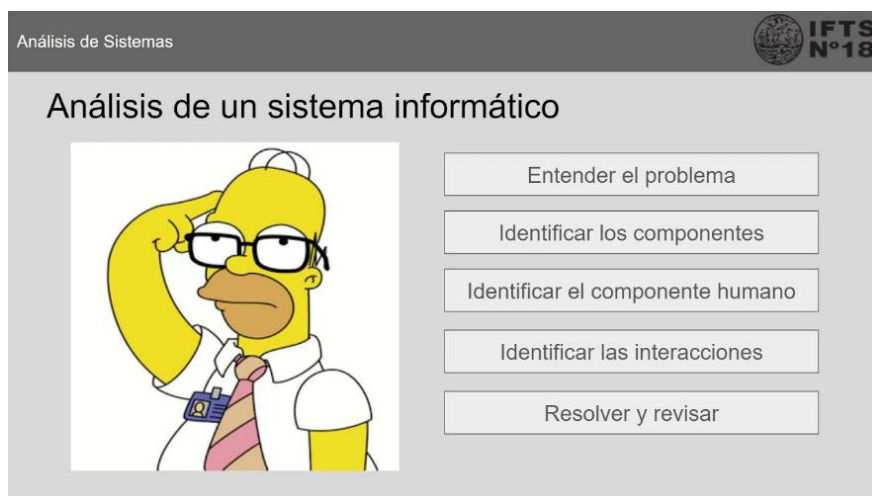 Análisis de Sistemas
IFTS
Nº18
Análisis de un sistema informático
Entender el problema
Identificar los componentes
Identificar el componente humano
Identificar las interacciones
Resolver y revisar